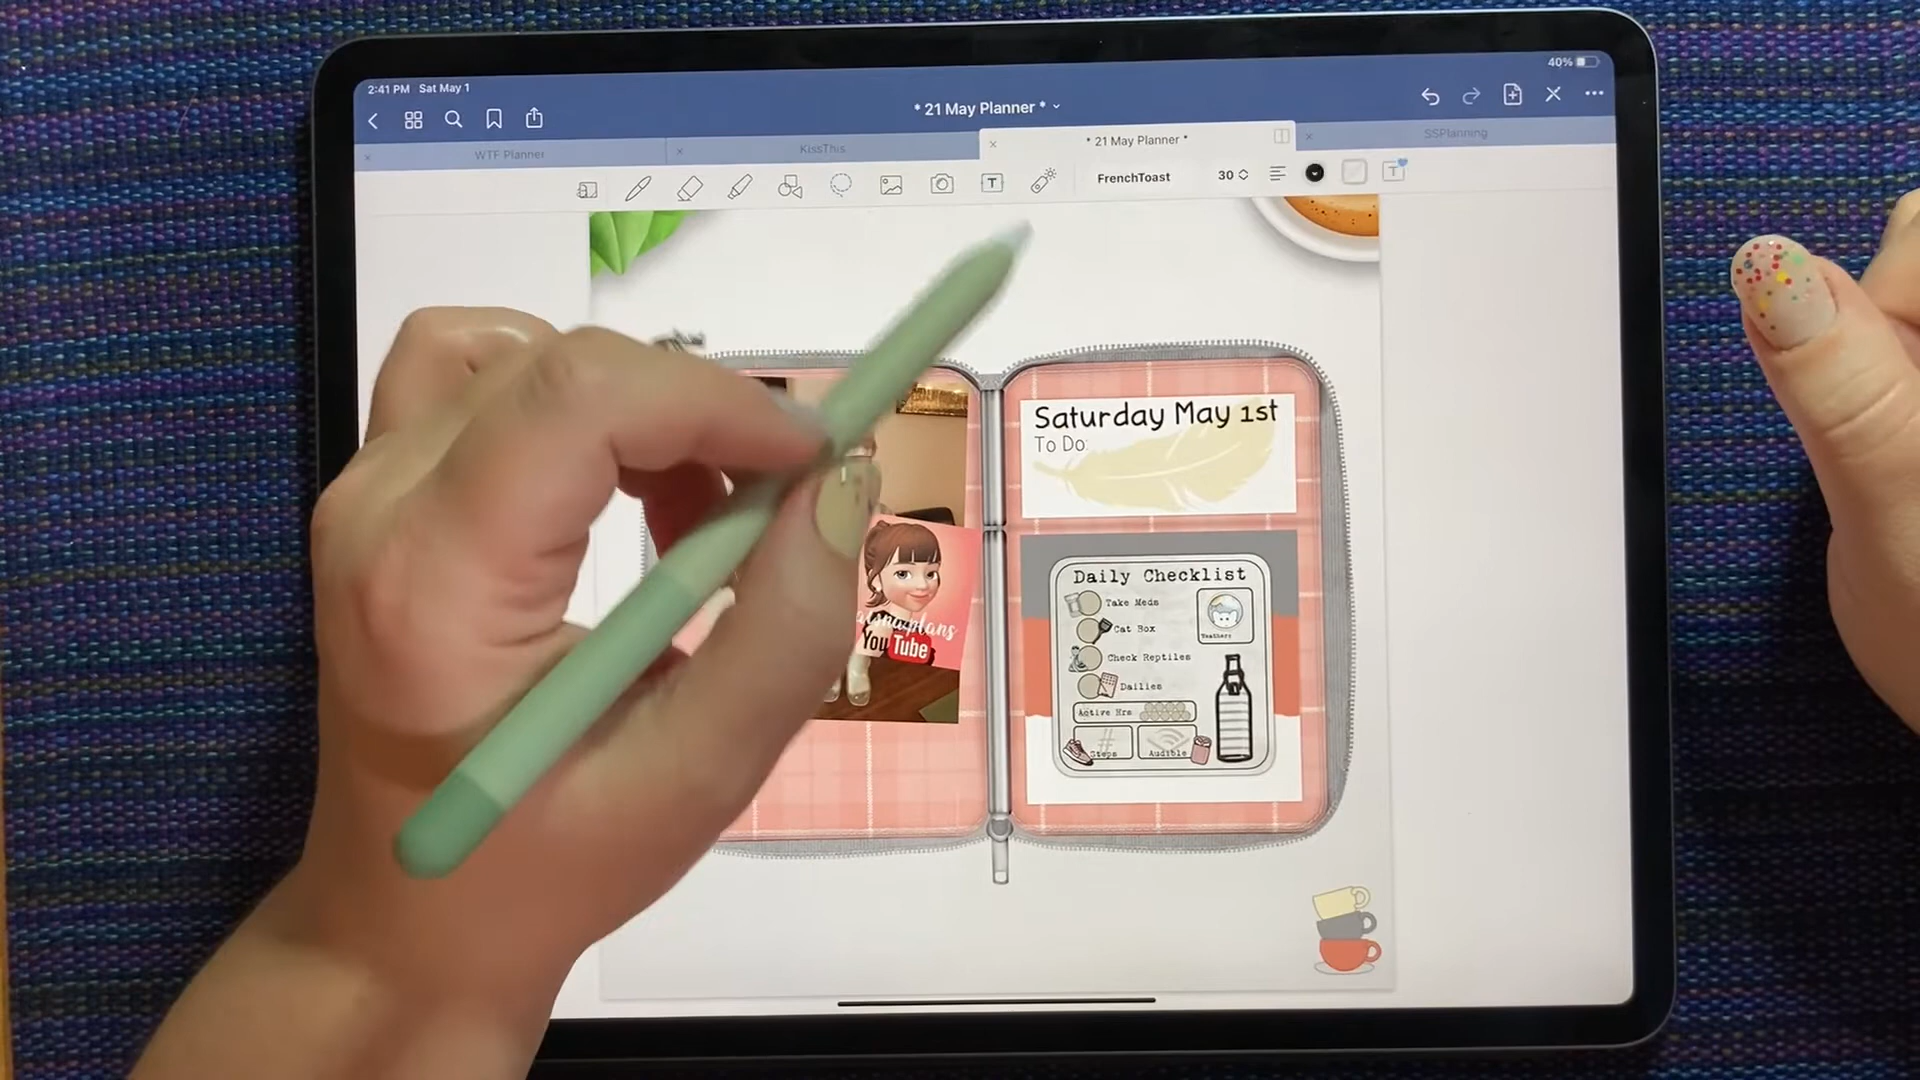 2:41 PM Sat May 1
40%
* 21 May Planner *
WTF Planner
KissThis
* 21 May Planner *
SSPlanning
FrenchToast
30
Saturday May 1st
To Do:
Daily Checklist
Take Meds
Cat Box
Weather:
Check Reptiles
Dailies
Active Hrs
#
Steps
Audible
plans
You Tube